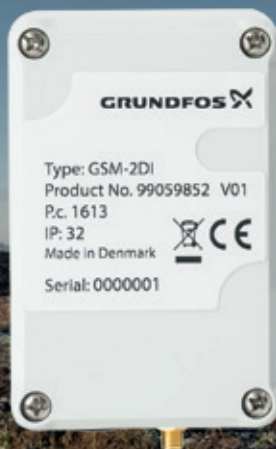 GRUNDFOS
Type: GSM-2DI
Product No. 99059852 V01
P.c. 1613
IP: 32
Made in Denmark
CE
Serial: 0000001